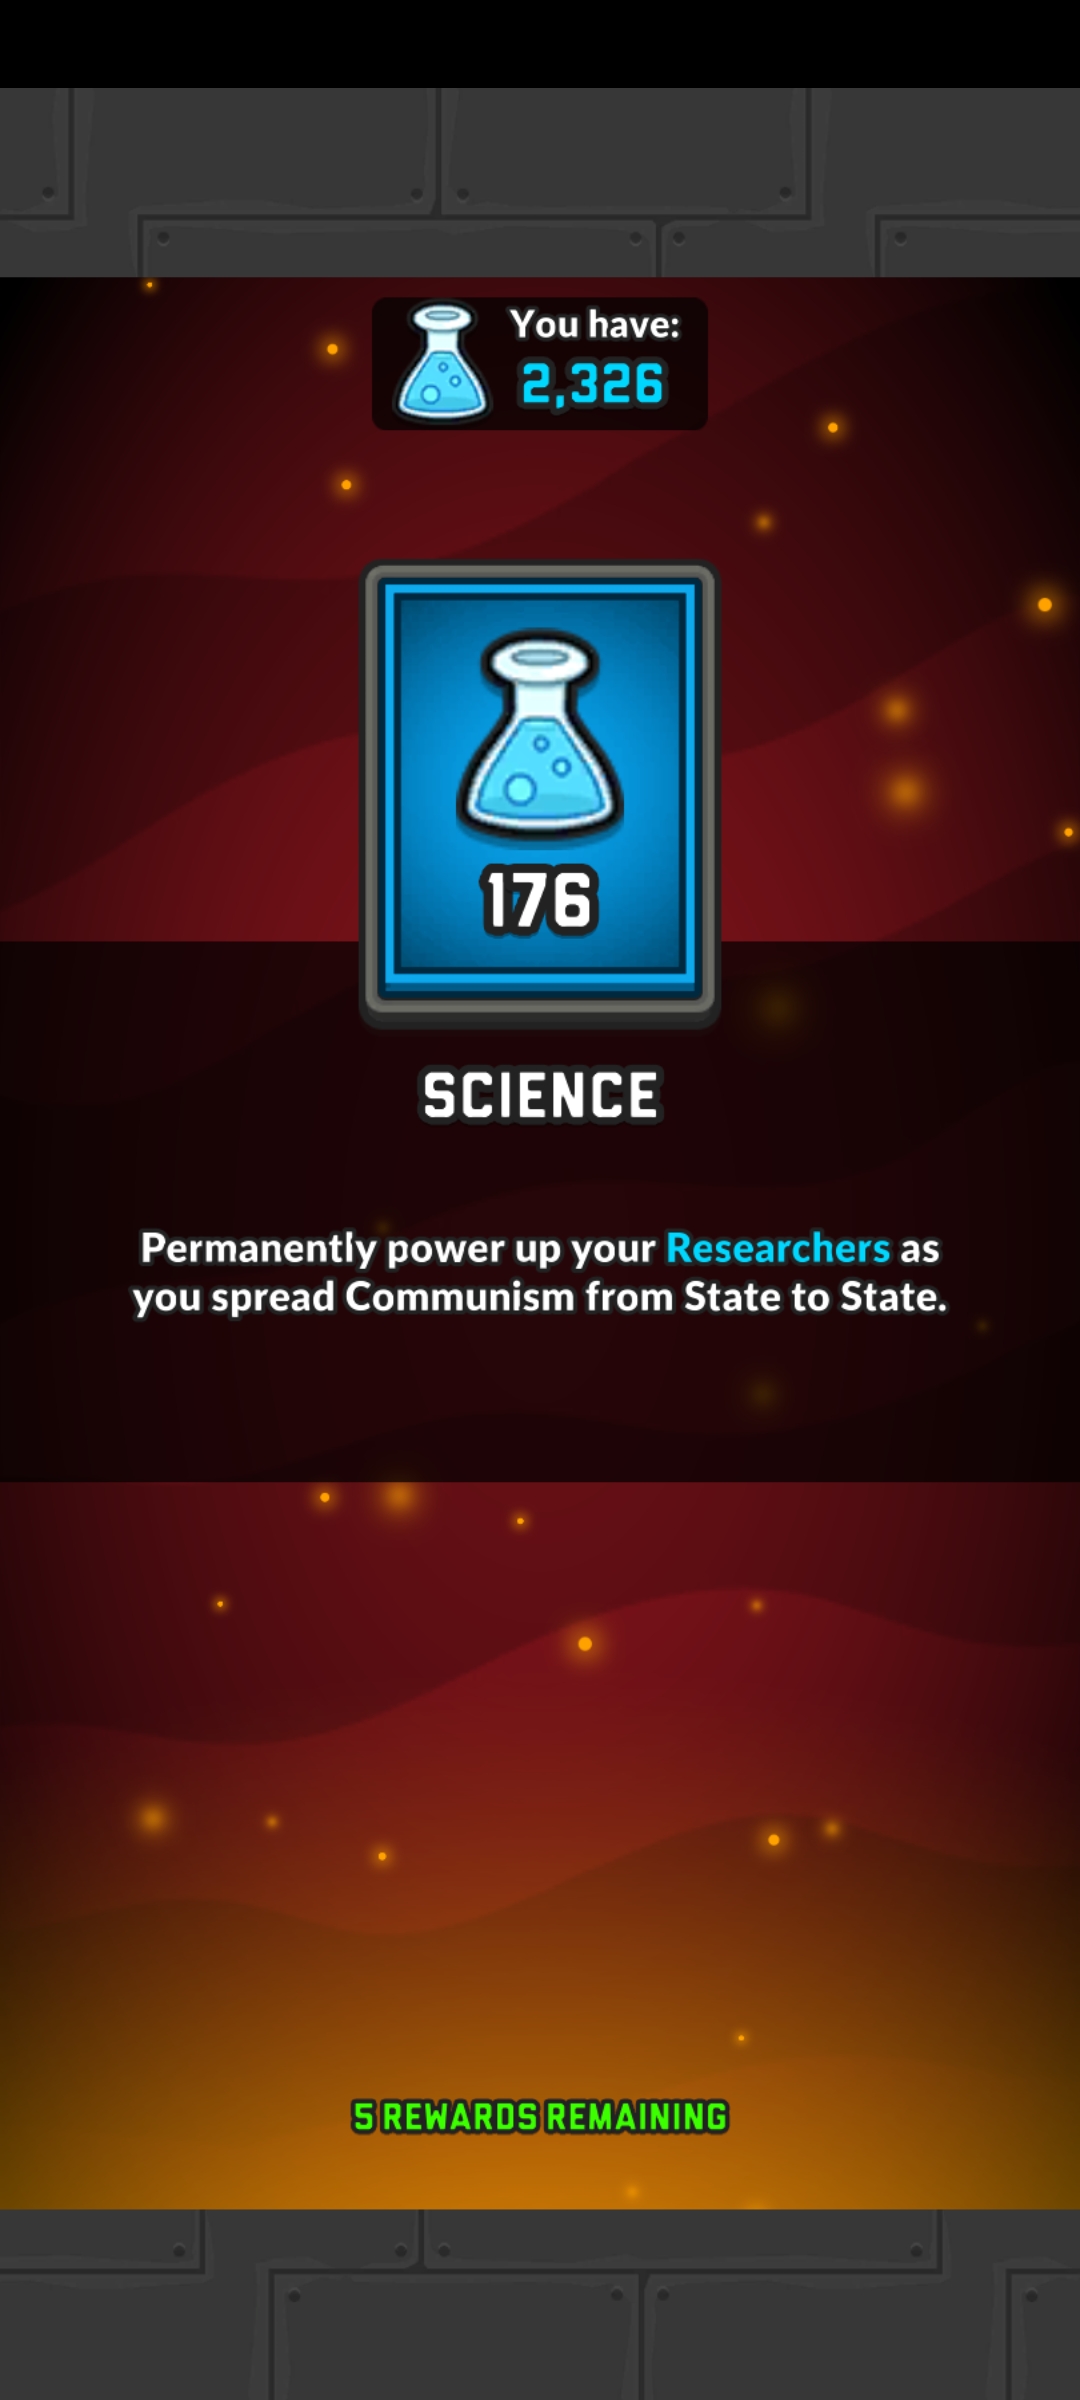 You have:
2,326
176
SCIENCE
Permanently power up your Researchers as
you spread Communism from State to State.
5 REWARDS REMAINING